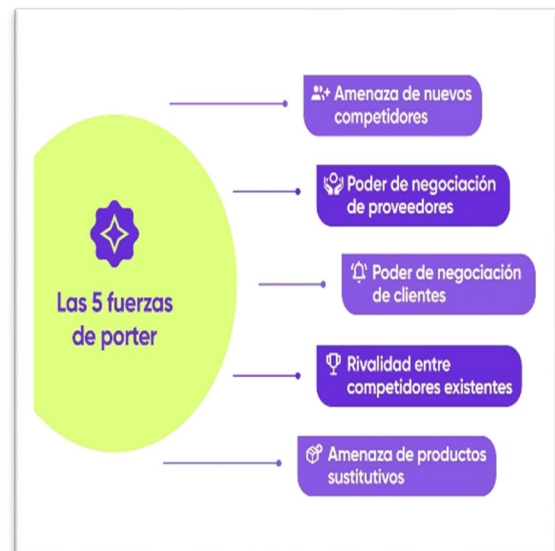 Amenaza de nuevos
competidores
Poder de negociación
de proveedores
Las 5 fuerzas
de porter
Poder de negociación
de clientes
Rivalidad entre
competidores existentes
Amenaza de productos
sustitutivos